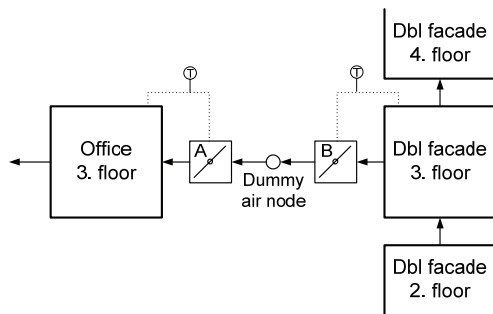 Dbl facade
4. floor
T
T
Office
3. floor
A
B
Dbl facade
3. floor
Dummy
air node
Dbl facade
2. floor